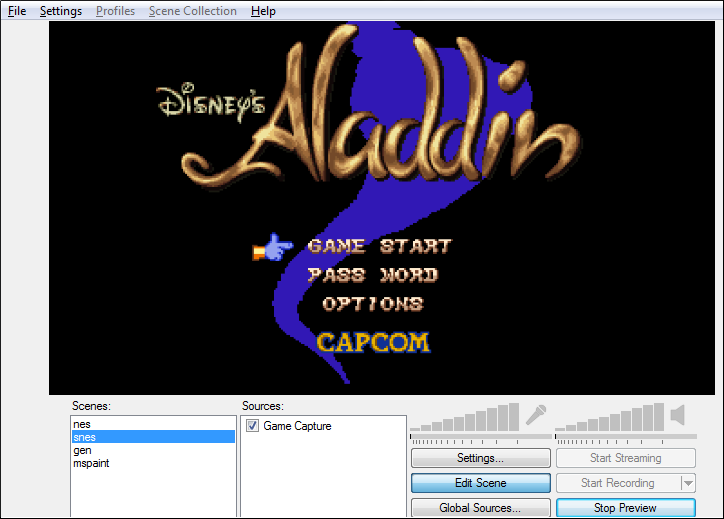 File Settings Profiles Scene Collection Help
Disney's
Aladdin
GAME START
PASS WORD
OPTIONS
CAPCOM
Scenes:
nes
snes
gen
mspaint
Sources:
Game Capture
Settings... Start Streaming
Edit Scene Start Recording
Global Sources... Stop Preview